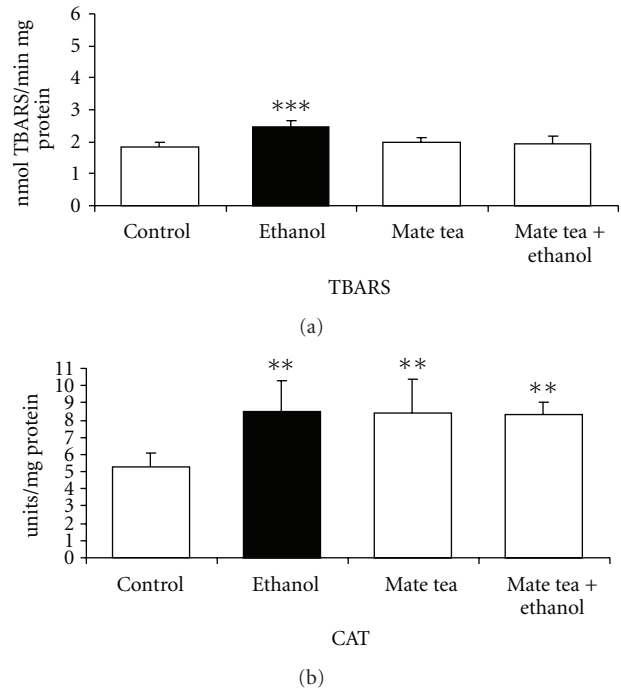 6
5
4
3
2
1
0
nmol TBARS/min mg
protein
***
Control
Ethanol
Mate tea
Mate tea +
ethanol
TBARS
(a)
11
10
9
8
7
6
5
4
3
2
1
0
units/mg protein
**
**
**
Control
Ethanol
Mate tea
Mate tea +
ethanol
CAT
(b)